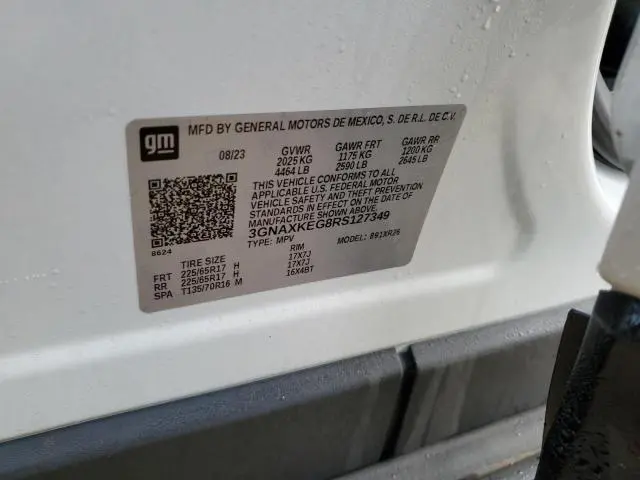 gm
MFD BY GENERAL MOTORS DE MEXICO, S. DE R.L. DE C.V.
08/23 GVWR GAWR FRT GAWR RR
2025 KG 1175 KG 1200 KG
4464 LB 2590 LB 2645 LB
THIS VEHICLE CONFORMS TO ALL
APPLICABLE U.S. FEDERAL MOTOR
VEHICLE SAFETY AND THEFT PREVENTION
STANDARDS IN EFFECT ON THE DATE OF
MANUFACTURE SHOWN ABOVE.
3GNAXKEG8RS127349
TYPE: MPV MODEL: 891XR26
8624
TIRE SIZE RIM
FRT 225/65R17 H 17X7J
RR 225/65R17 H 17X7J
SPA T135/70R16 M 16X4BT